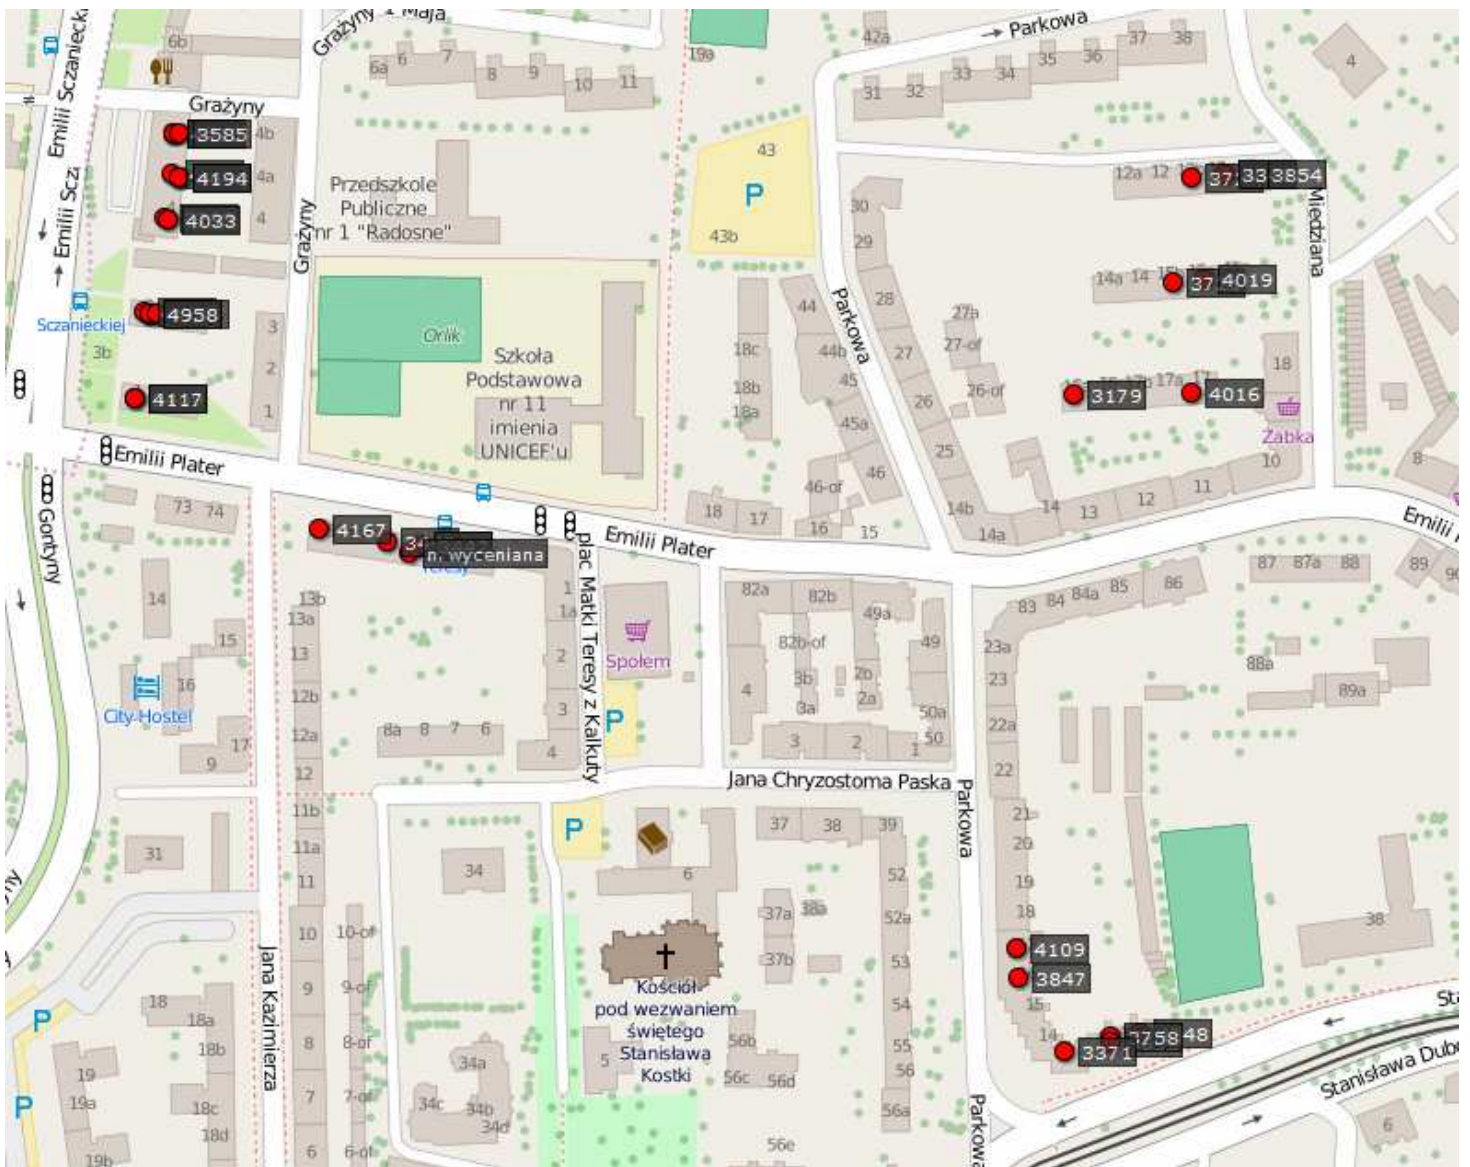 Grażyny 1 Maja
Parkowa
6b
6a
6
7
8
9
10
11
19a
42a
31
32
33
34
35
36
37
38
4
Emilii Sczanieckiej
Grażyny
3585
4b
4194
4a
4033
4
Grażyny
Przedszkole
Publiczne
nr 1 "Radosne"
43
P
43b
12a
12
3854
Miedziana
30
29
28
27
26
25
14a
14
4019
4958
Sczanieckiej
3b
3
2
1
4117
Orlik
Szkoła
Podstawowa
nr 11
imienia
UNICEF'u
18c
18b
18a
44
44b
45
45a
46
46-of
Parkowa
27a
27-of
26-of
3179
17a
4016
18
Żabka
10
8
Emilii Plater
Gontyny
73
74
4167
n. wyceniana
18
17
16
15
Emilii Plater
14b
14a
14
13
12
11
Emilii
14
15
16
City Hostel
17
9
13b
13a
13
12b
12a
12
11b
11a
11
8a
8
7
6
1
1a
2
3
4
plac Matki Teresy z Kalkuty
Społem
P
82a
82b
82b-of
49a
49
3b
3a
2b
2a
50a
50
4
3
2
1
83
84
84a
85
86
87
87a
88
89
90
88a
89a
23a
23
22a
22
21
20
19
18
Jana Chryzostoma Paska
Parkowa
31
P
34
37
38
39
6
52
52a
53
54
55
56
56a
37a
38a
37b
38
10
9
8
7
6
10-of
9-of
8-of
7-of
6-of
Jana Kazimierza
Kościół
pod wezwaniem
świętego
Stanisława
Kostki
4109
3847
15
14
3758
48
3371
P
18
18a
18b
18c
18d
19
19a
19b
P
34a
34b
34c
34d
5
56b
56c
56d
56e
Parkowa
6